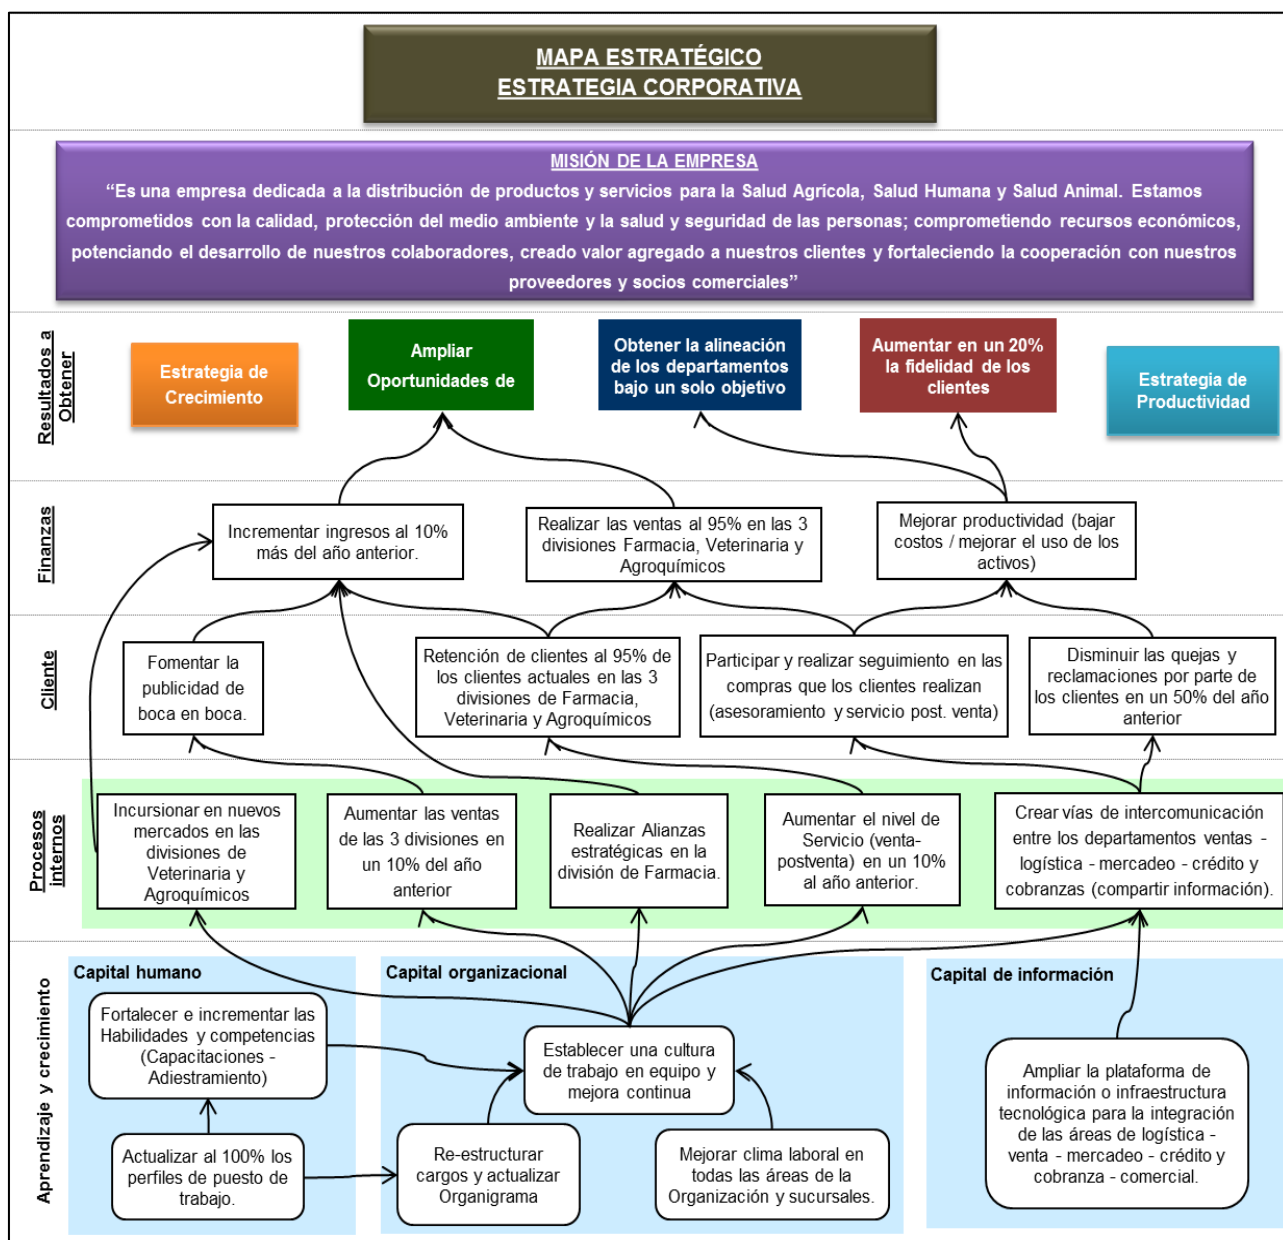 MAPA ESTRATÉGICO
ESTRATEGIA CORPORATIVA
MISIÓN DE LA EMPRESA
“Es una empresa dedicada a la distribución de productos y servicios para la Salud Agrícola, Salud Humana y Salud Animal. Estamos
comprometidos con la calidad, protección del medio ambiente y la salud y seguridad de las personas; comprometiendo recursos económicos,
potenciando el desarrollo de nuestros colaboradores, creado valor agregado a nuestros clientes y fortaleciendo la cooperación con nuestros
proveedores y socios comerciales”
Resultados a
Obtener
Estrategia de
Crecimiento
Ampliar
Oportunidades de
Obtener la alineación
de los departamentos
bajo un solo objetivo
Aumentar en un 20%
la fidelidad de los
clientes
Estrategia de
Productividad
Finanzas
Incrementar ingresos al 10%
más del año anterior.
Realizar las ventas al 95% en las 3
divisiones Farmacia, Veterinaria y
Agroquímicos
Mejorar productividad (bajar
costos / mejorar el uso de los
activos)
Cliente
Fomentar la
publicidad de
boca en boca.
Retención de clientes al 95% de
los clientes actuales en las 3
divisiones de Farmacia,
Veterinaria y Agroquímicos
Participar y realizar seguimiento en las
compras que los clientes realizan
(asesoramiento y servicio post. venta)
Disminuir las quejas y
reclamaciones por parte de
los clientes en un 50% del año
anterior
Procesos
internos
Incursionar en nuevos
mercados en las
divisiones de
Veterinaria y
Agroquímicos
Aumentar las ventas
de las 3 divisiones en
un 10% del año
anterior
Realizar Alianzas
estratégicas en la
división de Farmacia.
Aumentar el nivel de
Servicio (venta-
postventa) en un 10%
al año anterior.
Crear vías de intercomunicación
entre los departamentos ventas -
logística - mercadeo - crédito y
cobranzas (compartir información).
Aprendizaje y crecimiento
Capital humano
Fortalecer e incrementar las
Habilidades y competencias
(Capacitaciones -
Adiestramiento)
Actualizar al 100% los
perfiles de puesto de
trabajo.
Capital organizacional
Establecer una cultura
de trabajo en equipo y
mejora continua
Re-estructurar
cargos y actualizar
Organigrama
Mejorar clima laboral en
todas las áreas de la
Organización y sucursales.
Capital de información
Ampliar la plataforma de
información o infraestructura
tecnológica para la integración
de las áreas de logística -
venta - mercadeo - crédito y
cobranza - comercial.